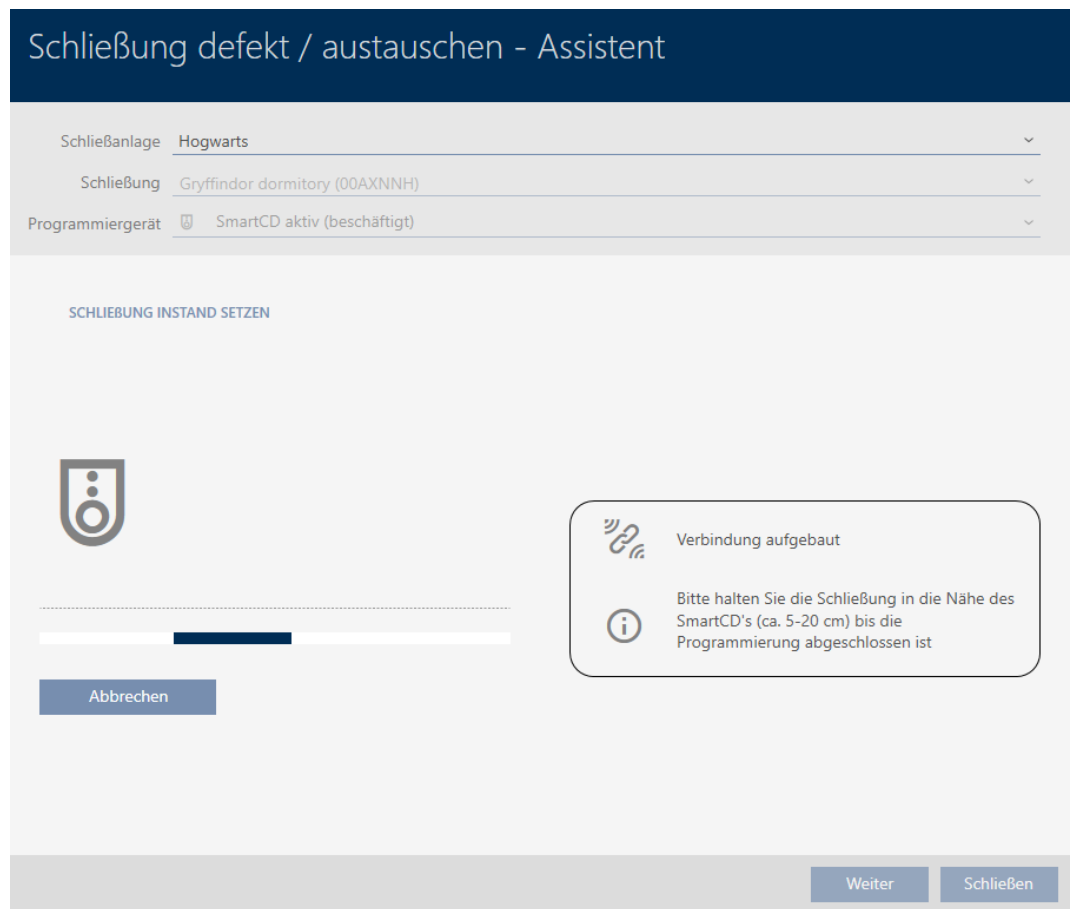 Schließung defekt / austauschen - Assistent
Schließanlage Hogwarts
Schließung Gryffindor dormitory (00AXNNH)
Programmiergerät SmartCD aktiv (beschäftigt)
SCHLIEßUNG INSTAND SETZEN
Verbindung aufgebaut
Bitte halten Sie die Schließung in die Nähe des
SmartCD's (ca. 5-20 cm) bis die
Programmierung abgeschlossen ist
Abbrechen
Weiter Schließen